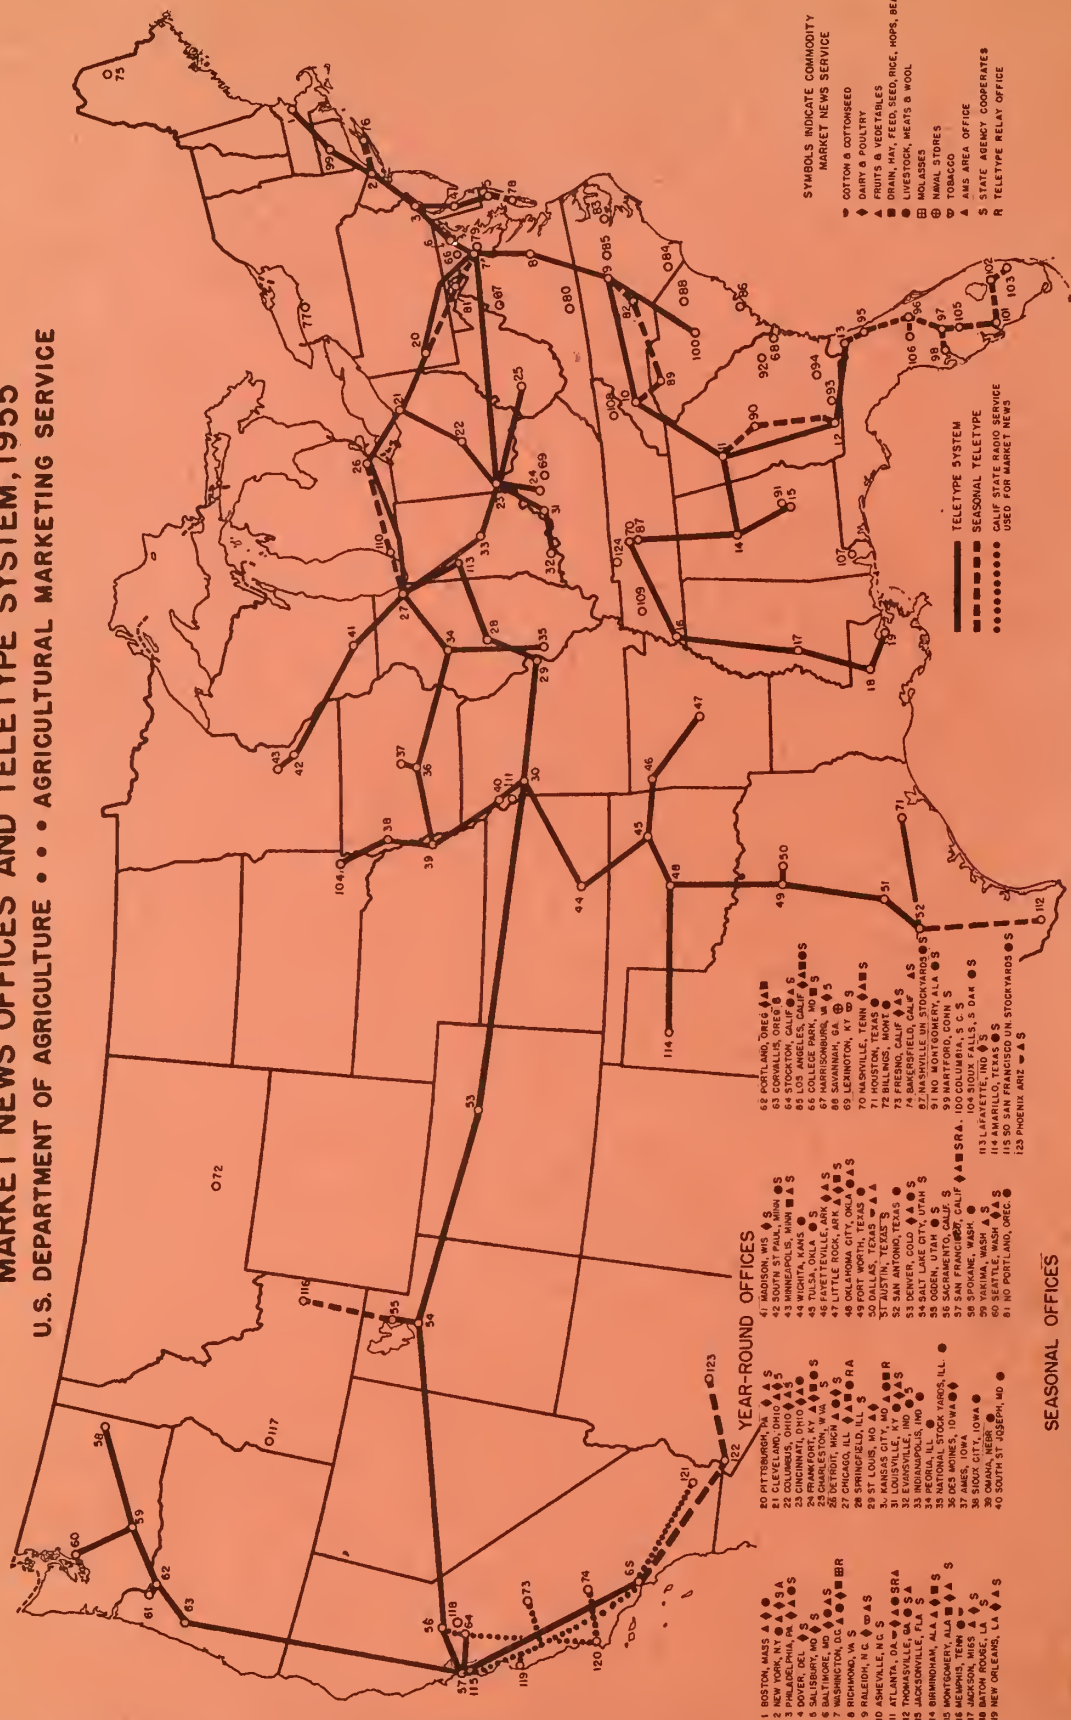 MARKET NEWS OFFICES AND TELETYPE SYSTEM, 1955
U.S. DEPARTMENT OF AGRICULTURE • • • AGRICULTURAL MARKETING SERVICE
SYMBOLS INDICATE COMMODITY
MARKET NEWS SERVICE
COTTON & COTTONSEED
DAIRY & POULTRY
FRUITS & VEGETABLES
GRAIN, HAY, FEED, SEED, RICE, HOPS,
LIVESTOCK, MEATS & WOOL
MOLASSES
NAVAL STORES
TOBACCO
AMS AREA OFFICE
S STATE AGENCY COOPERATES
R TELETYPE RELAY OFFICE
TELETYPE SYSTEM
SEASONAL TELETYPE
CALIF STATE RADIO SERVICE
USED FOR MARKET NEWS
YEAR-ROUND OFFICES
1 BOSTON, MASS
2 NEW YORK, N.Y. SA
3 PHILADELPHIA, PA S
4 DOVER, DEL S
5 SALISBURY, MD S
6 BALTIMORE, MD S
7 WASHINGTON, D.C. R
8 RICHMOND, VA S
9 RALEIGH, N.C. S
10 ASHEVILLE, N.C. S
11 ATLANTA, GA SRA
12 THOMASVILLE, GA SA
13 JACKSONVILLE, FLA S
14 BIRMINGHAM, ALA S
15 MONTGOMERY, ALA S
16 MEMPHIS, TENN
17 JACKSON, MISS S
18 BATON ROUGE, LA S
19 NEW ORLEANS, LA S
20 PITTSBURGH, PA S
21 CLEVELAND, OHIO S
22 COLUMBUS, OHIO S
23 CINCINNATI, OHIO
24 FRANKFORT, KY S
25 CHARLESTON, W VA S
26 DETROIT, MICH S
27 CHICAGO, ILL RA
28 SPRINGFIELD, ILL S
29 ST LOUIS, MO
30 KANSAS CITY, MO R
31 LOUISVILLE, KY S
32 EVANSVILLE, IND S
33 INDIANAPOLIS, IND
34 PEORIA, ILL
35 NATIONAL STOCK YARDS, ILL
36 DES MOINES, IOWA
37 AMES, IOWA
38 SIOUX CITY, IOWA
39 OMAHA, NEBR
40 SOUTH ST JOSEPH, MO
41 MADISON, WIS S
42 SOUTH ST PAUL, MINN S
43 MINNEAPOLIS, MINN S
44 WICHITA, KANS
45 TULSA, OKLA S
46 FAYETTEVILLE, ARK S
47 LITTLE ROCK, ARK S
48 OKLAHOMA CITY, OKLA S
49 FORT WORTH, TEXAS
50 DALLAS, TEXAS
51 AUSTIN, TEXAS S
52 SAN ANTONIO, TEXAS
53 DENVER, COLO S
54 SALT LAKE CITY, UTAH S
55 OGDEN, UTAH S
56 SACRAMENTO, CALIF S
57 SAN FRANCISCO, CALIF SRA
58 SPOKANE, WASH
59 YAKIMA, WASH S
60 SEATTLE, WASH S
61 NO PORTLAND, OREG
62 PORTLAND, OREG
63 CORVALLIS, OREG S
64 STOCKTON, CALIF S
65 LOS ANGELES, CALIF S
66 COLLEGE PARK, MD S
67 HARRISONBURG, VA S
68 SAVANNAH, GA
69 LEXINGTON, KY S
70 NASHVILLE, TENN S
71 HOUSTON, TEXAS
72 BILLINGS, MONT
73 FRESNO, CALIF S
74 BAKERSFIELD, CALIF S
87 NASHVILLE UN STOCKYARDS S
91 NO MONTGOMERY, ALA S
99 HARTFORD, CONN S
100 COLUMBIA, S C S
104 SIOUX FALLS, S DAK S
113 LAFAYETTE, IND S
114 AMARILLO, TEXAS S
115 SO SAN FRANCISCO UN. STOCKYARDS S
123 PHOENIX ARIZ S
SEASONAL OFFICES